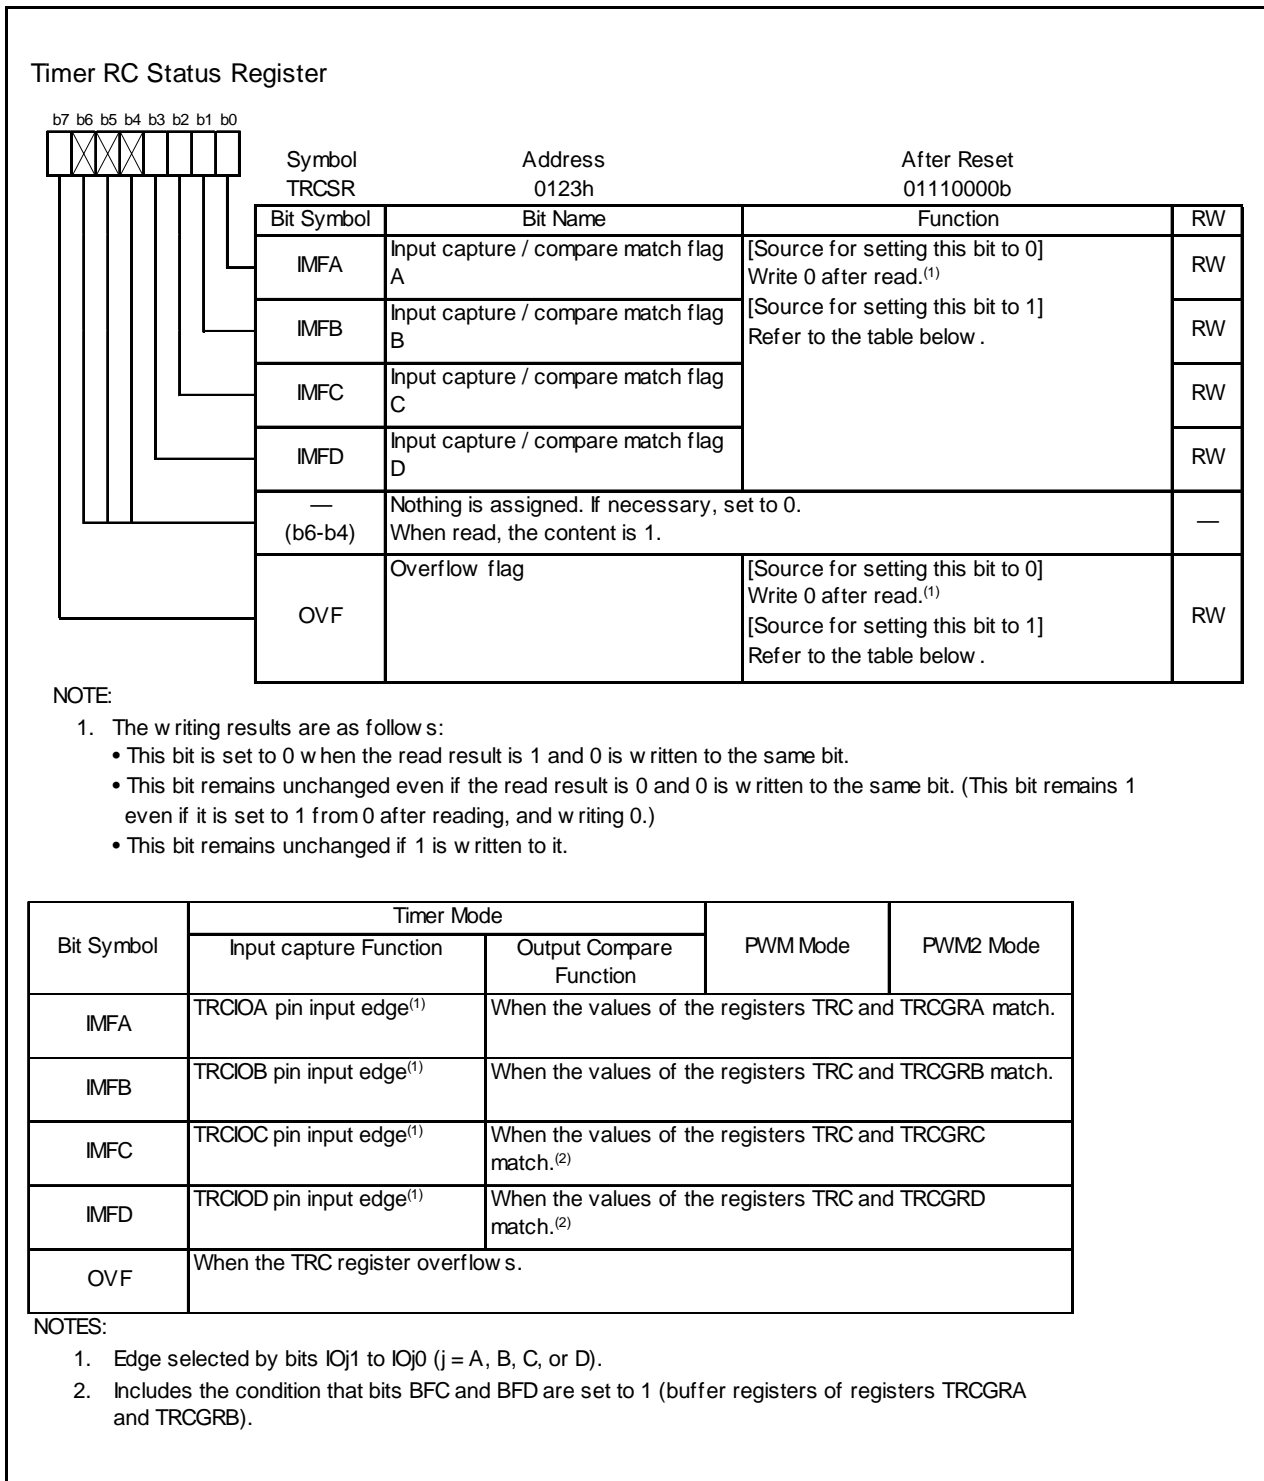 Timer RC Status Register
b7 b6 b5 b4 b3 b2 b1 b0
Symbol Address After Reset
TRCSR 0123h 01110000b
Bit Symbol Bit Name Function RW
IMFA Input capture / compare match flag A [Source for setting this bit to 0] RW
Write 0 after read.(1)
IMFB Input capture / compare match flag B [Source for setting this bit to 1] RW
Refer to the table below.
IMFC Input capture / compare match flag C RW
IMFD Input capture / compare match flag D RW
— (b6-b4) Nothing is assigned. If necessary, set to 0. —
When read, the content is 1.
OVF Overflow flag [Source for setting this bit to 0] RW
Write 0 after read.(1)
[Source for setting this bit to 1]
Refer to the table below.
NOTE:
1. The writing results are as follows:
• This bit is set to 0 when the read result is 1 and 0 is written to the same bit.
• This bit remains unchanged even if the read result is 0 and 0 is written to the same bit. (This bit remains 1
even if it is set to 1 from 0 after reading, and writing 0.)
• This bit remains unchanged if 1 is written to it.
Bit Symbol Timer Mode PWM Mode PWM2 Mode
Input capture Function Output Compare
Function
IMFA TRCIOA pin input edge(1) When the values of the registers TRC and TRCGRA match.
IMFB TRCIOB pin input edge(1) When the values of the registers TRC and TRCGRB match.
IMFC TRCIOC pin input edge(1) When the values of the registers TRC and TRCGRC
match.(2)
IMFD TRCIOD pin input edge(1) When the values of the registers TRC and TRCGRD
match.(2)
OVF When the TRC register overflows.
NOTES:
1. Edge selected by bits IOj1 to IOj0 (j = A, B, C, or D).
2. Includes the condition that bits BFC and BFD are set to 1 (buffer registers of registers TRCGRA
and TRCGRB).